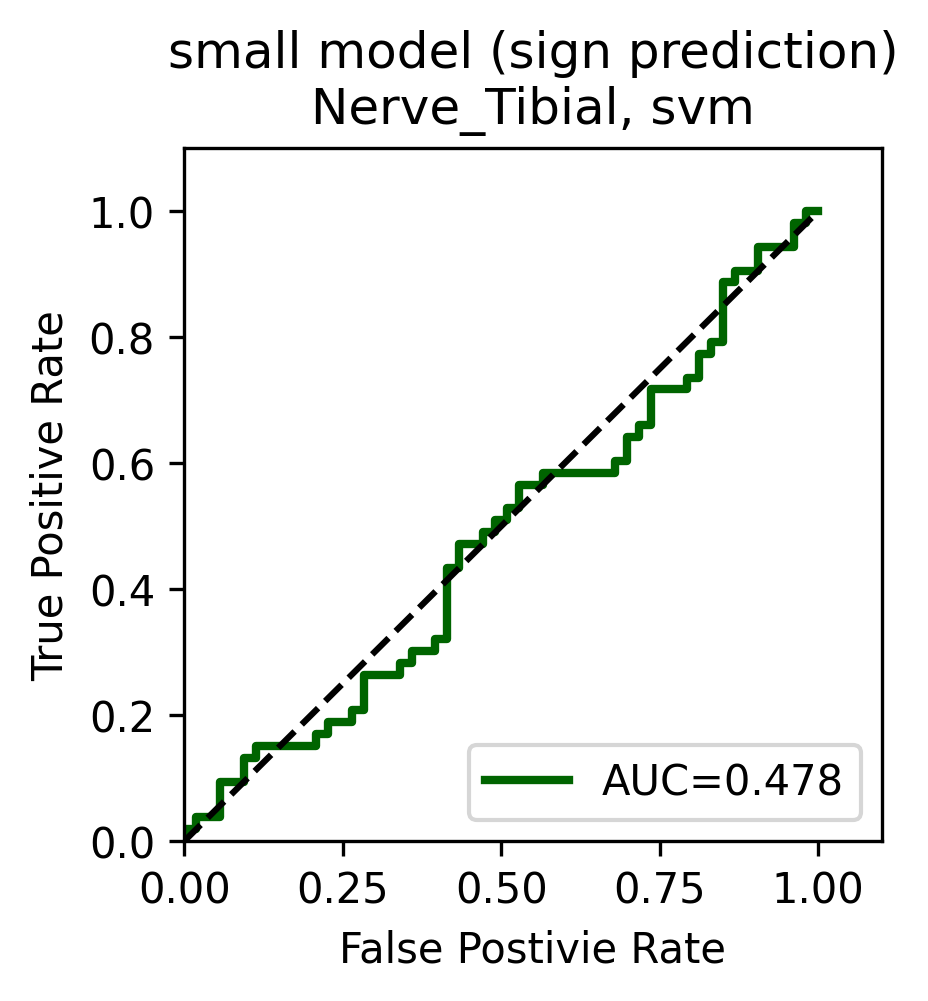 small model (sign prediction)
Nerve_Tibial, svm
1.0
0.8
0.6
0.4
0.2
0.0
True Positive Rate
AUC=0.478
0.00 0.25 0.50 0.75 1.00
False Postivie Rate